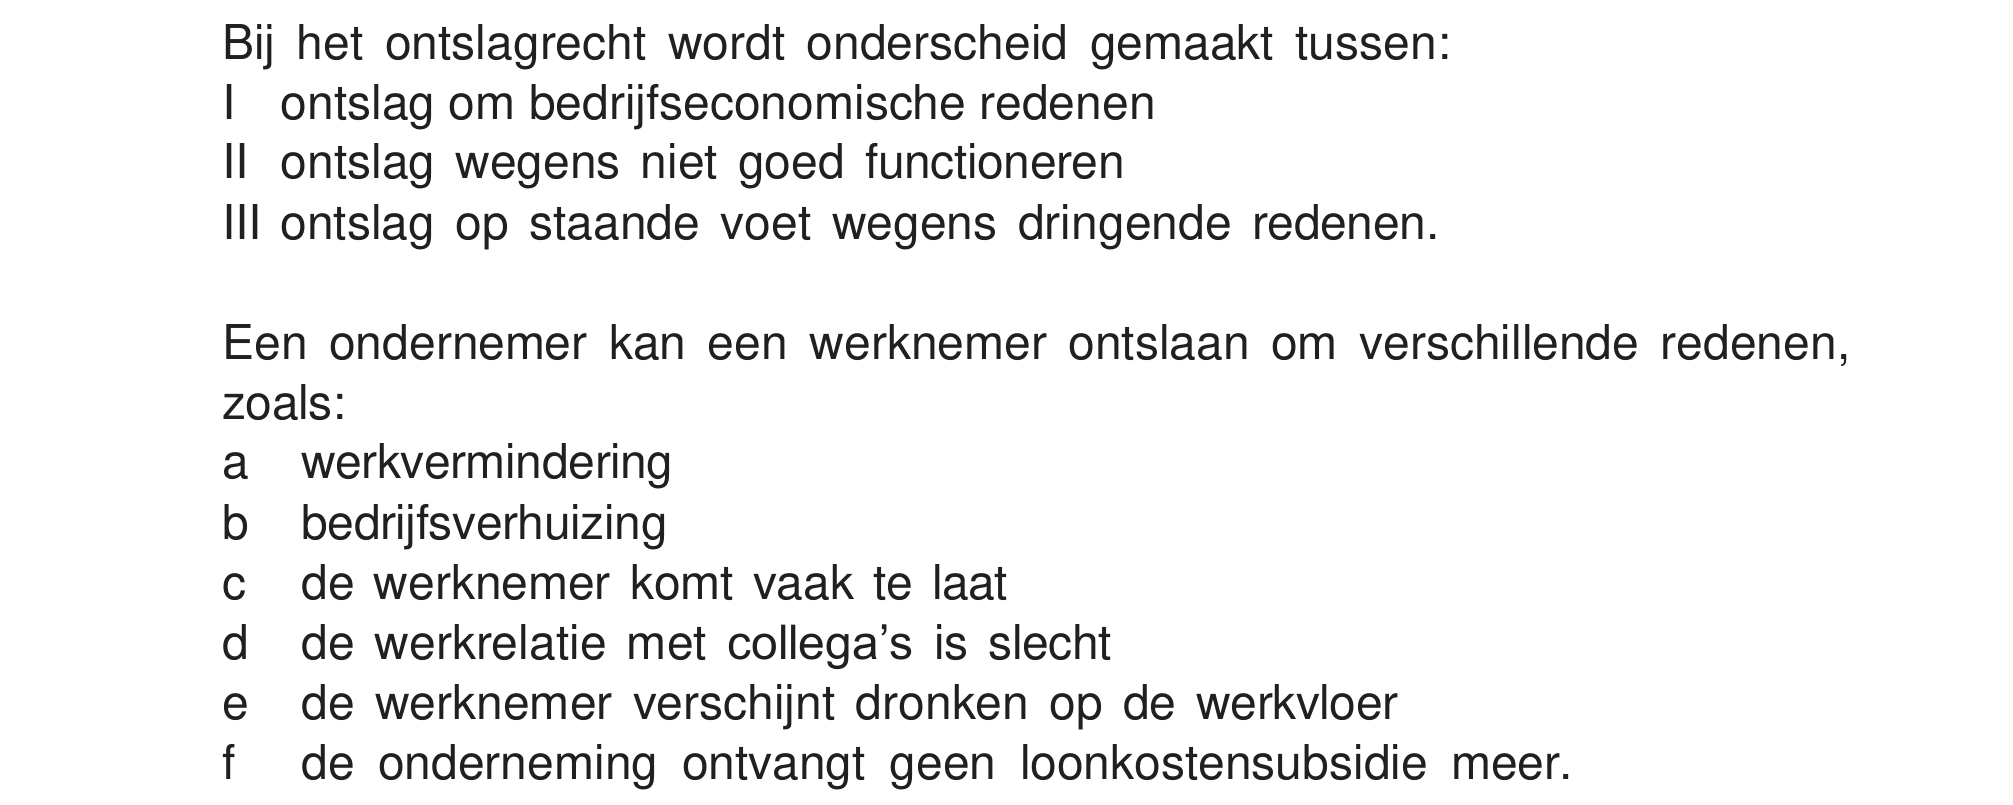 Bij het ontslagrecht wordt onderscheid gemaakt tussen:
I ontslag om bedrijfseconomische redenen
II ontslag wegens niet goed functioneren
III ontslag op staande voet wegens dringende redenen.
Een ondernemer kan een werknemer ontslaan om verschillende redenen,
zoals:
a werkvermindering
b bedrijfsverhuizing
c de werknemer komt vaak te laat
d de werkrelatie met collega’s is slecht
e de werknemer verschijnt dronken op de werkvloer
f de onderneming ontvangt geen loonkostensubsidie meer.